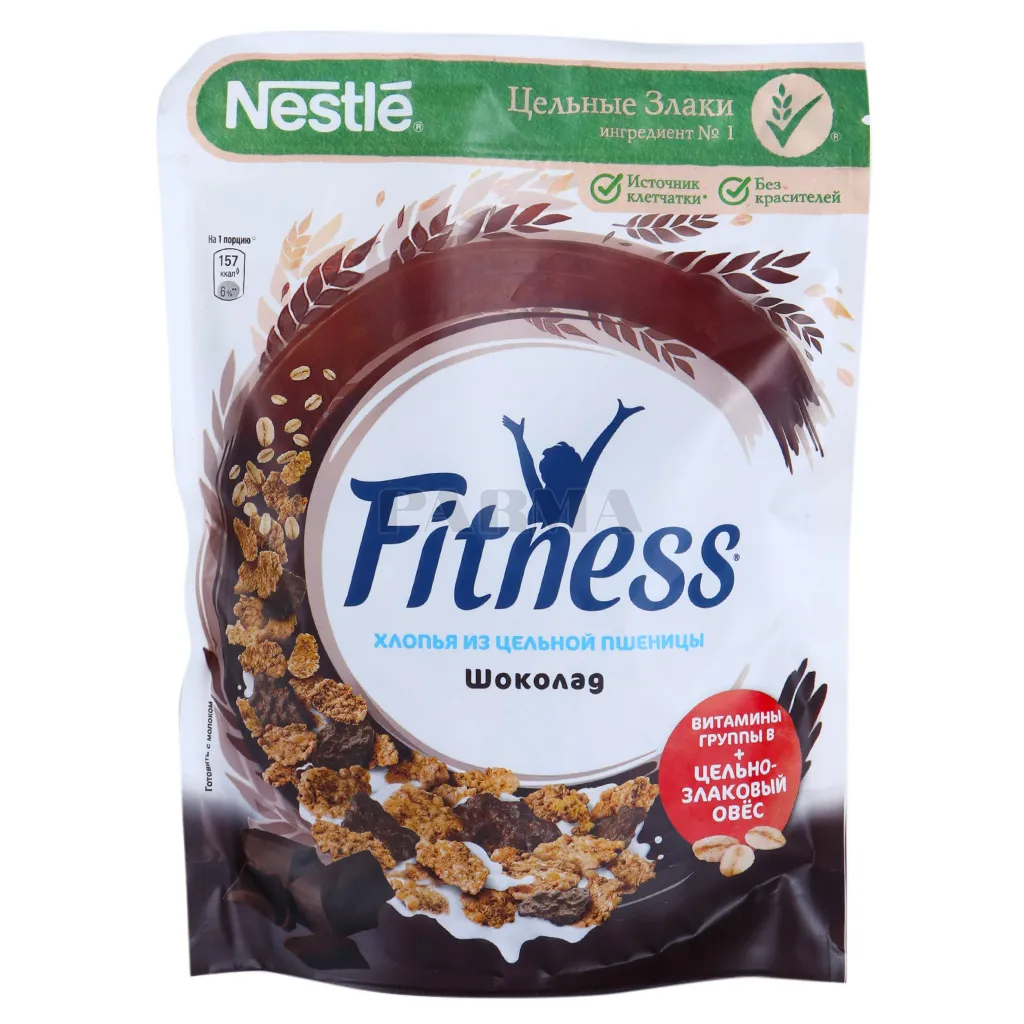 Nestlé®
Цельные Злаки
ингредиент № 1
®
Источник
клетчатки*
Без
красителей
На 1 порцию
157
ккал◊
6%**
PARMA
Fitness®
ХЛОПЬЯ ИЗ ЦЕЛЬНОЙ ПШЕНИЦЫ
Шоколад
ВИТАМИНЫ
ГРУППЫ В
+
ЦЕЛЬНО-
ЗЛАКОВЫЙ
ОВЁС
Готовить с молоком